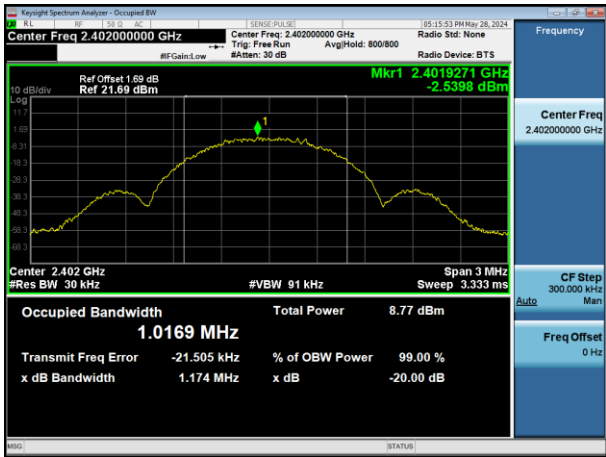 Keysight Spectrum Analyzer - Occupied BW
RL RF 50 Ω AC SENSE:PULSE 05:15:53 PM May 28, 2024
Center Freq 2.402000000 GHz
#IFGain:Low
Center Freq: 2.402000000 GHz
Trig: Free Run Avg|Hold: 800/800
#Atten: 30 dB
Radio Std: None
Radio Device: BTS
Frequency
Ref Offset 1.69 dB
10 dB/div Ref 21.69 dBm
Mkr1 2.4019271 GHz
-2.5398 dBm
Log
11.7
1.69
-8.31
-18.3
-28.3
-38.3
-48.3
-58.3
-68.3
1
Center 2.402 GHz Span 3 MHz
#Res BW 30 kHz #VBW 91 kHz Sweep 3.333 ms
Occupied Bandwidth Total Power 8.77 dBm
1.0169 MHz
Transmit Freq Error -21.505 kHz % of OBW Power 99.00 %
x dB Bandwidth 1.174 MHz x dB -20.00 dB
Center Freq
2.402000000 GHz
CF Step
300.000 kHz
Auto Man
Freq Offset
0 Hz
MSG STATUS